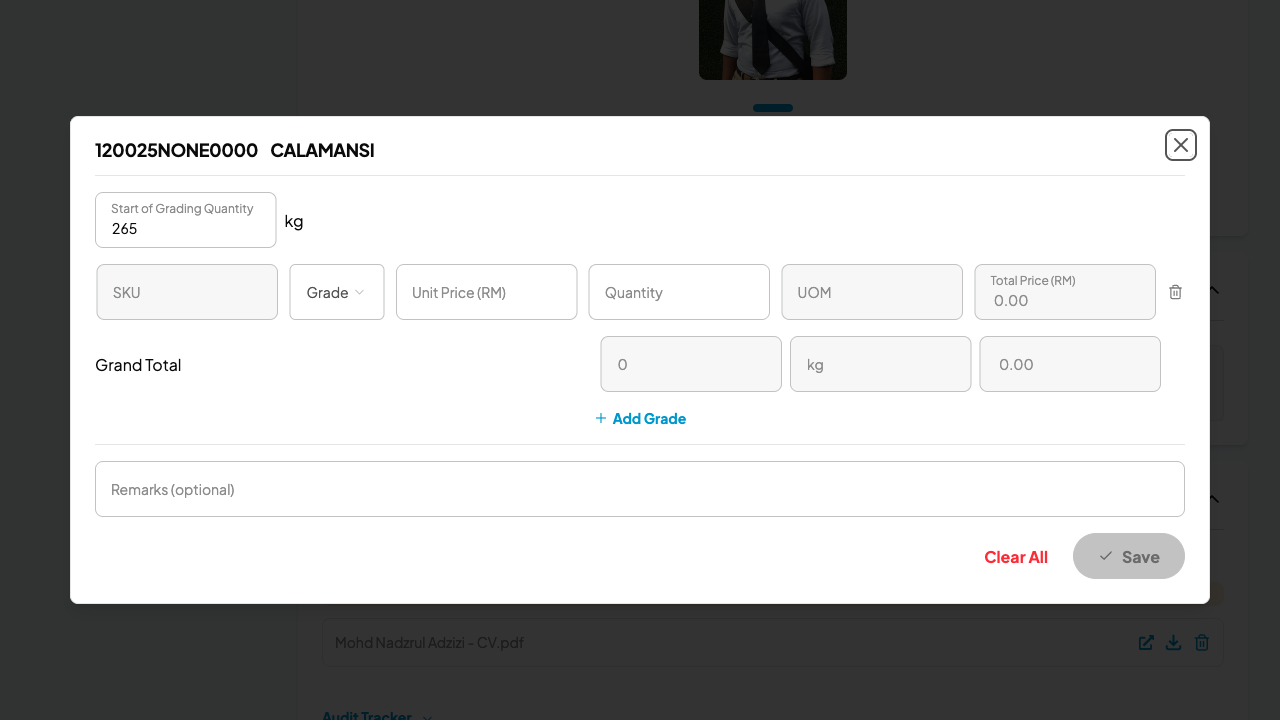 120025NONE0000 CALAMANSI
Start of Grading Quantity
265
kg
SKU
Grade
Unit Price (RM)
Quantity
UOM
Total Price (RM)
0.00
Grand Total
0
kg
0.00
Add Grade
Remarks (optional)
Clear All
Save
Mohd Nadzrul Adzizi - CV.pdf
Audit Tracker